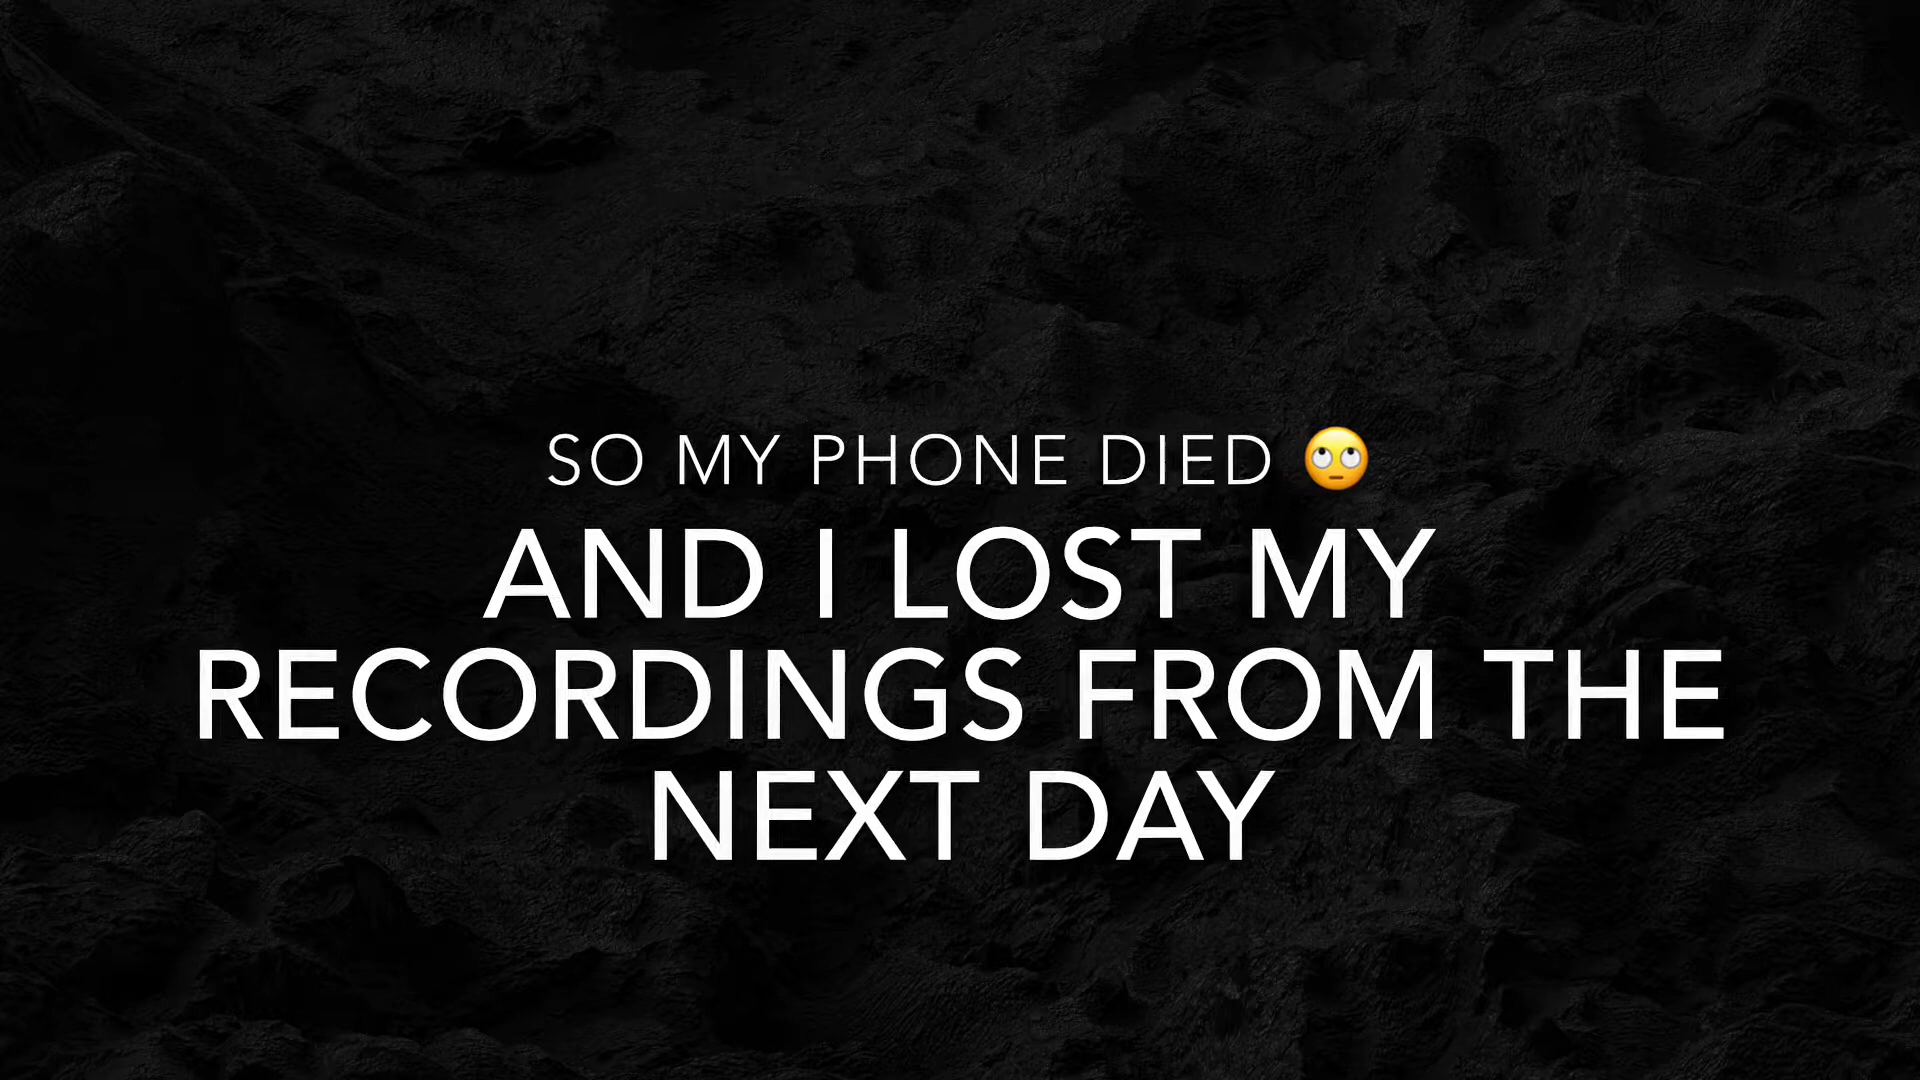 SO MY PHONE DIED 🙄
AND I LOST MY
RECORDINGS FROM THE
NEXT DAY